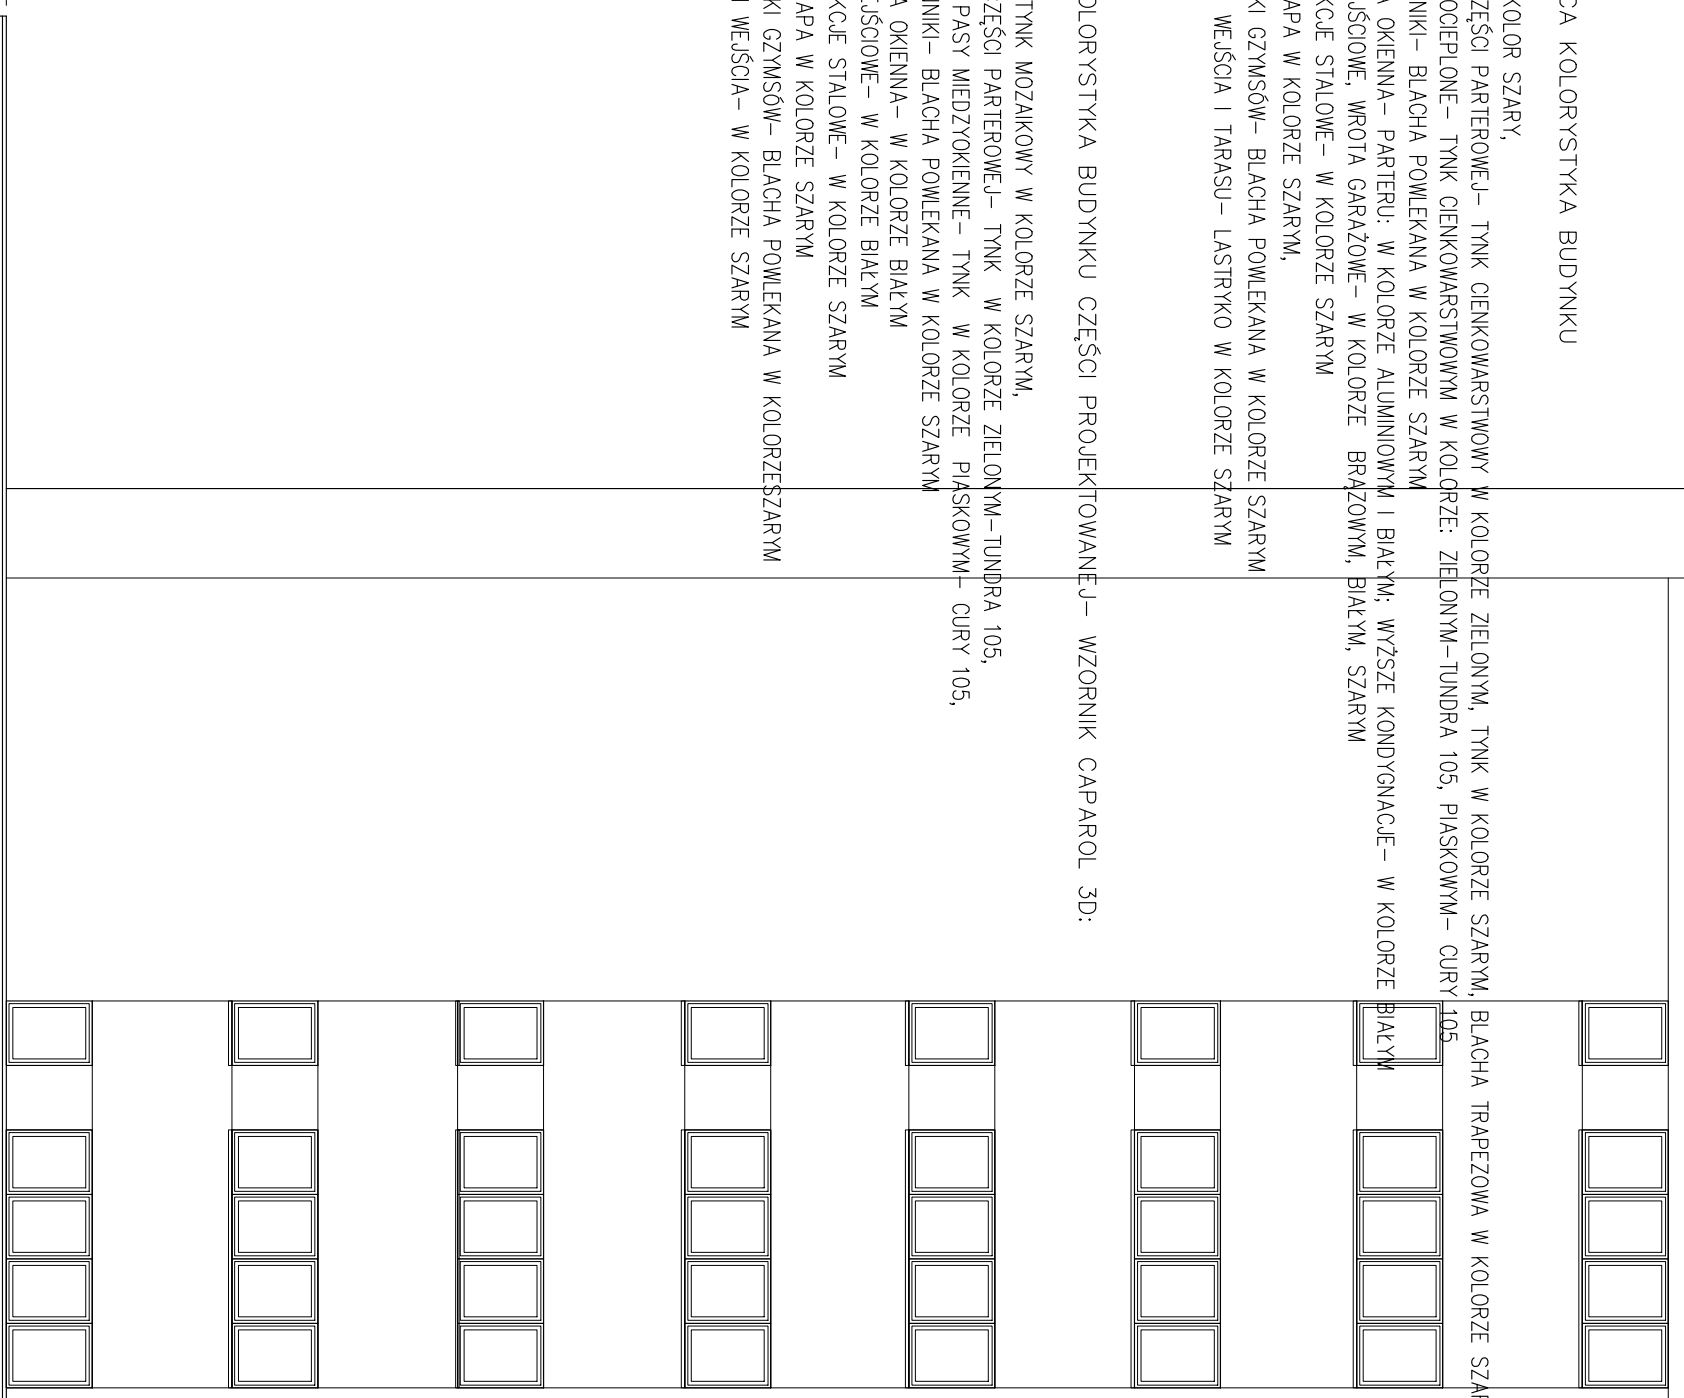 CA KOLORYSTYKA BUDYNKU
KOLOR SZARY,
ZĘŚCI PARTEROWEJ– TYNK CIENKOWARSTWOWY W KOLORZE ZIELONYM, TYNK W KOLORZE SZARYM, BLACHA TRAPEZOWA W KOLORZE SZAR
OCIEPLONE– TYNK CIENKOWARSTWOWYM W KOLORZE: ZIELONYM–TUNDRA 105, PIASKOWYM– CURY 105
NIKI– BLACHA POWLEKANA W KOLORZE SZARYM
A OKIENNA– PARTERU: W KOLORZE ALUMINIOWYM I BIAŁYM; WYŻSZE KONDYGNACJE– W KOLORZE BIAŁYM
JŚCIOWE, WROTA GARAŻOWE– W KOLORZE BRĄZOWYM, BIAŁYM, SZARYM
KCJE STALOWE– W KOLORZE SZARYM
APA W KOLORZE SZARYM,
KI GZYMSÓW– BLACHA POWLEKANA W KOLORZE SZARYM
WEJŚCIA I TARASU– LASTRYKO W KOLORZE SZARYM
OLORYSTYKA BUDYNKU CZĘŚCI PROJEKTOWANEJ– WZORNIK CAPAROL 3D:
TYNK MOZAIKOWY W KOLORZE SZARYM,
ZĘŚCI PARTEROWEJ– TYNK W KOLORZE ZIELONYM–TUNDRA 105,
PASY MIEDZYOKIENNE– TYNK W KOLORZE PIASKOWYM– CURY 105,
NNIKI– BLACHA POWLEKANA W KOLORZE SZARYM
A OKIENNA– W KOLORZE BIAŁYM
EJŚCIOWE– W KOLORZE BIAŁYM
KCJE STALOWE– W KOLORZE SZARYM
APA W KOLORZE SZARYM
KI GZYMSÓW– BLACHA POWLEKANA W KOLORZESZARYM
I WEJŚCIA– W KOLORZE SZARYM